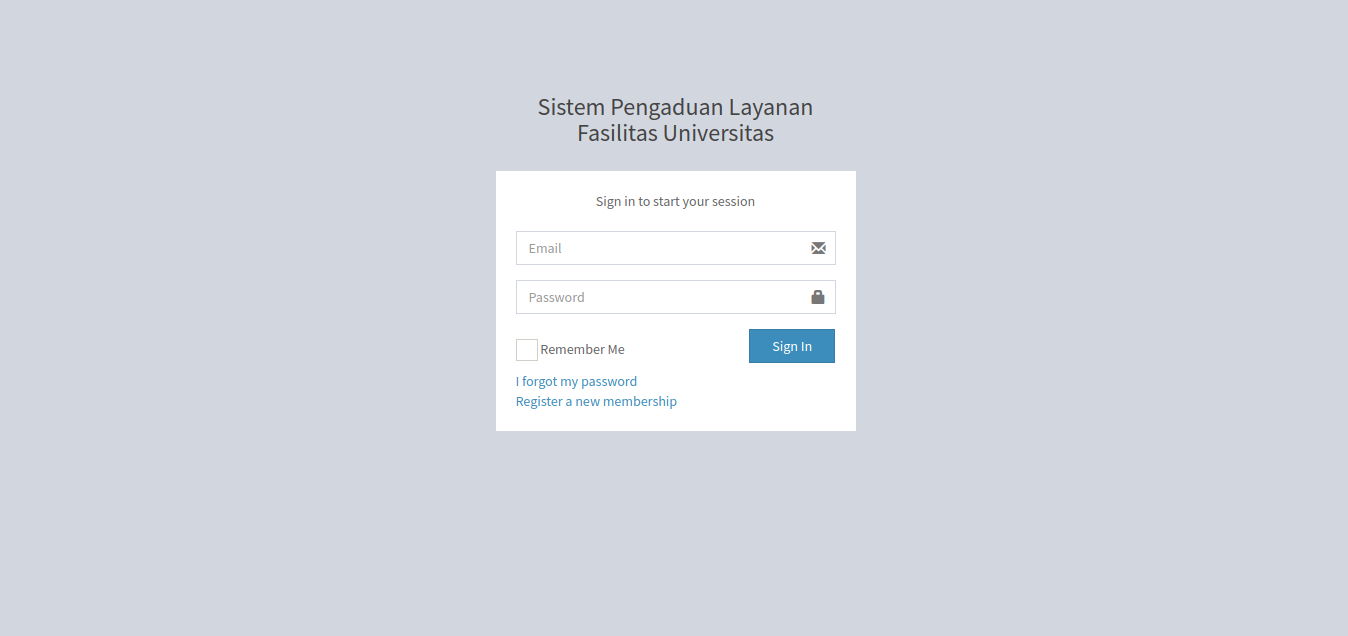 Sistem Pengaduan Layanan
Fasilitas Universitas
Sign in to start your session
Email
Password
Remember Me
Sign In
I forgot my password
Register a new membership